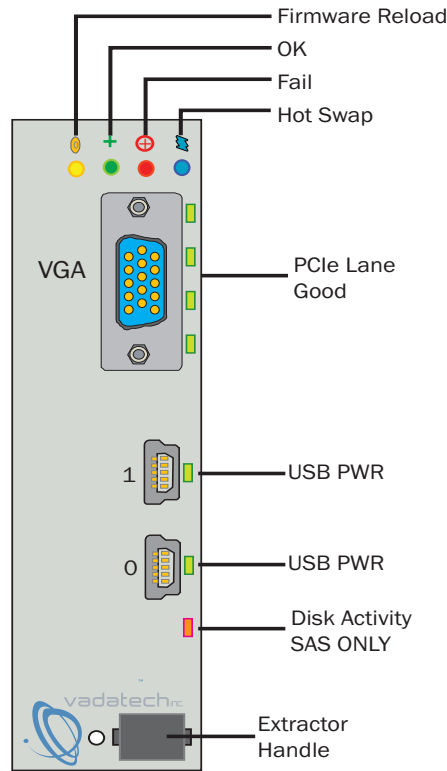 Firmware Reload
OK
Fail
Hot Swap
VGA
PCIe Lane
Good
1
USB PWR
0
USB PWR
Disk Activity
SAS ONLY
vadatech inc.
Extractor
Handle